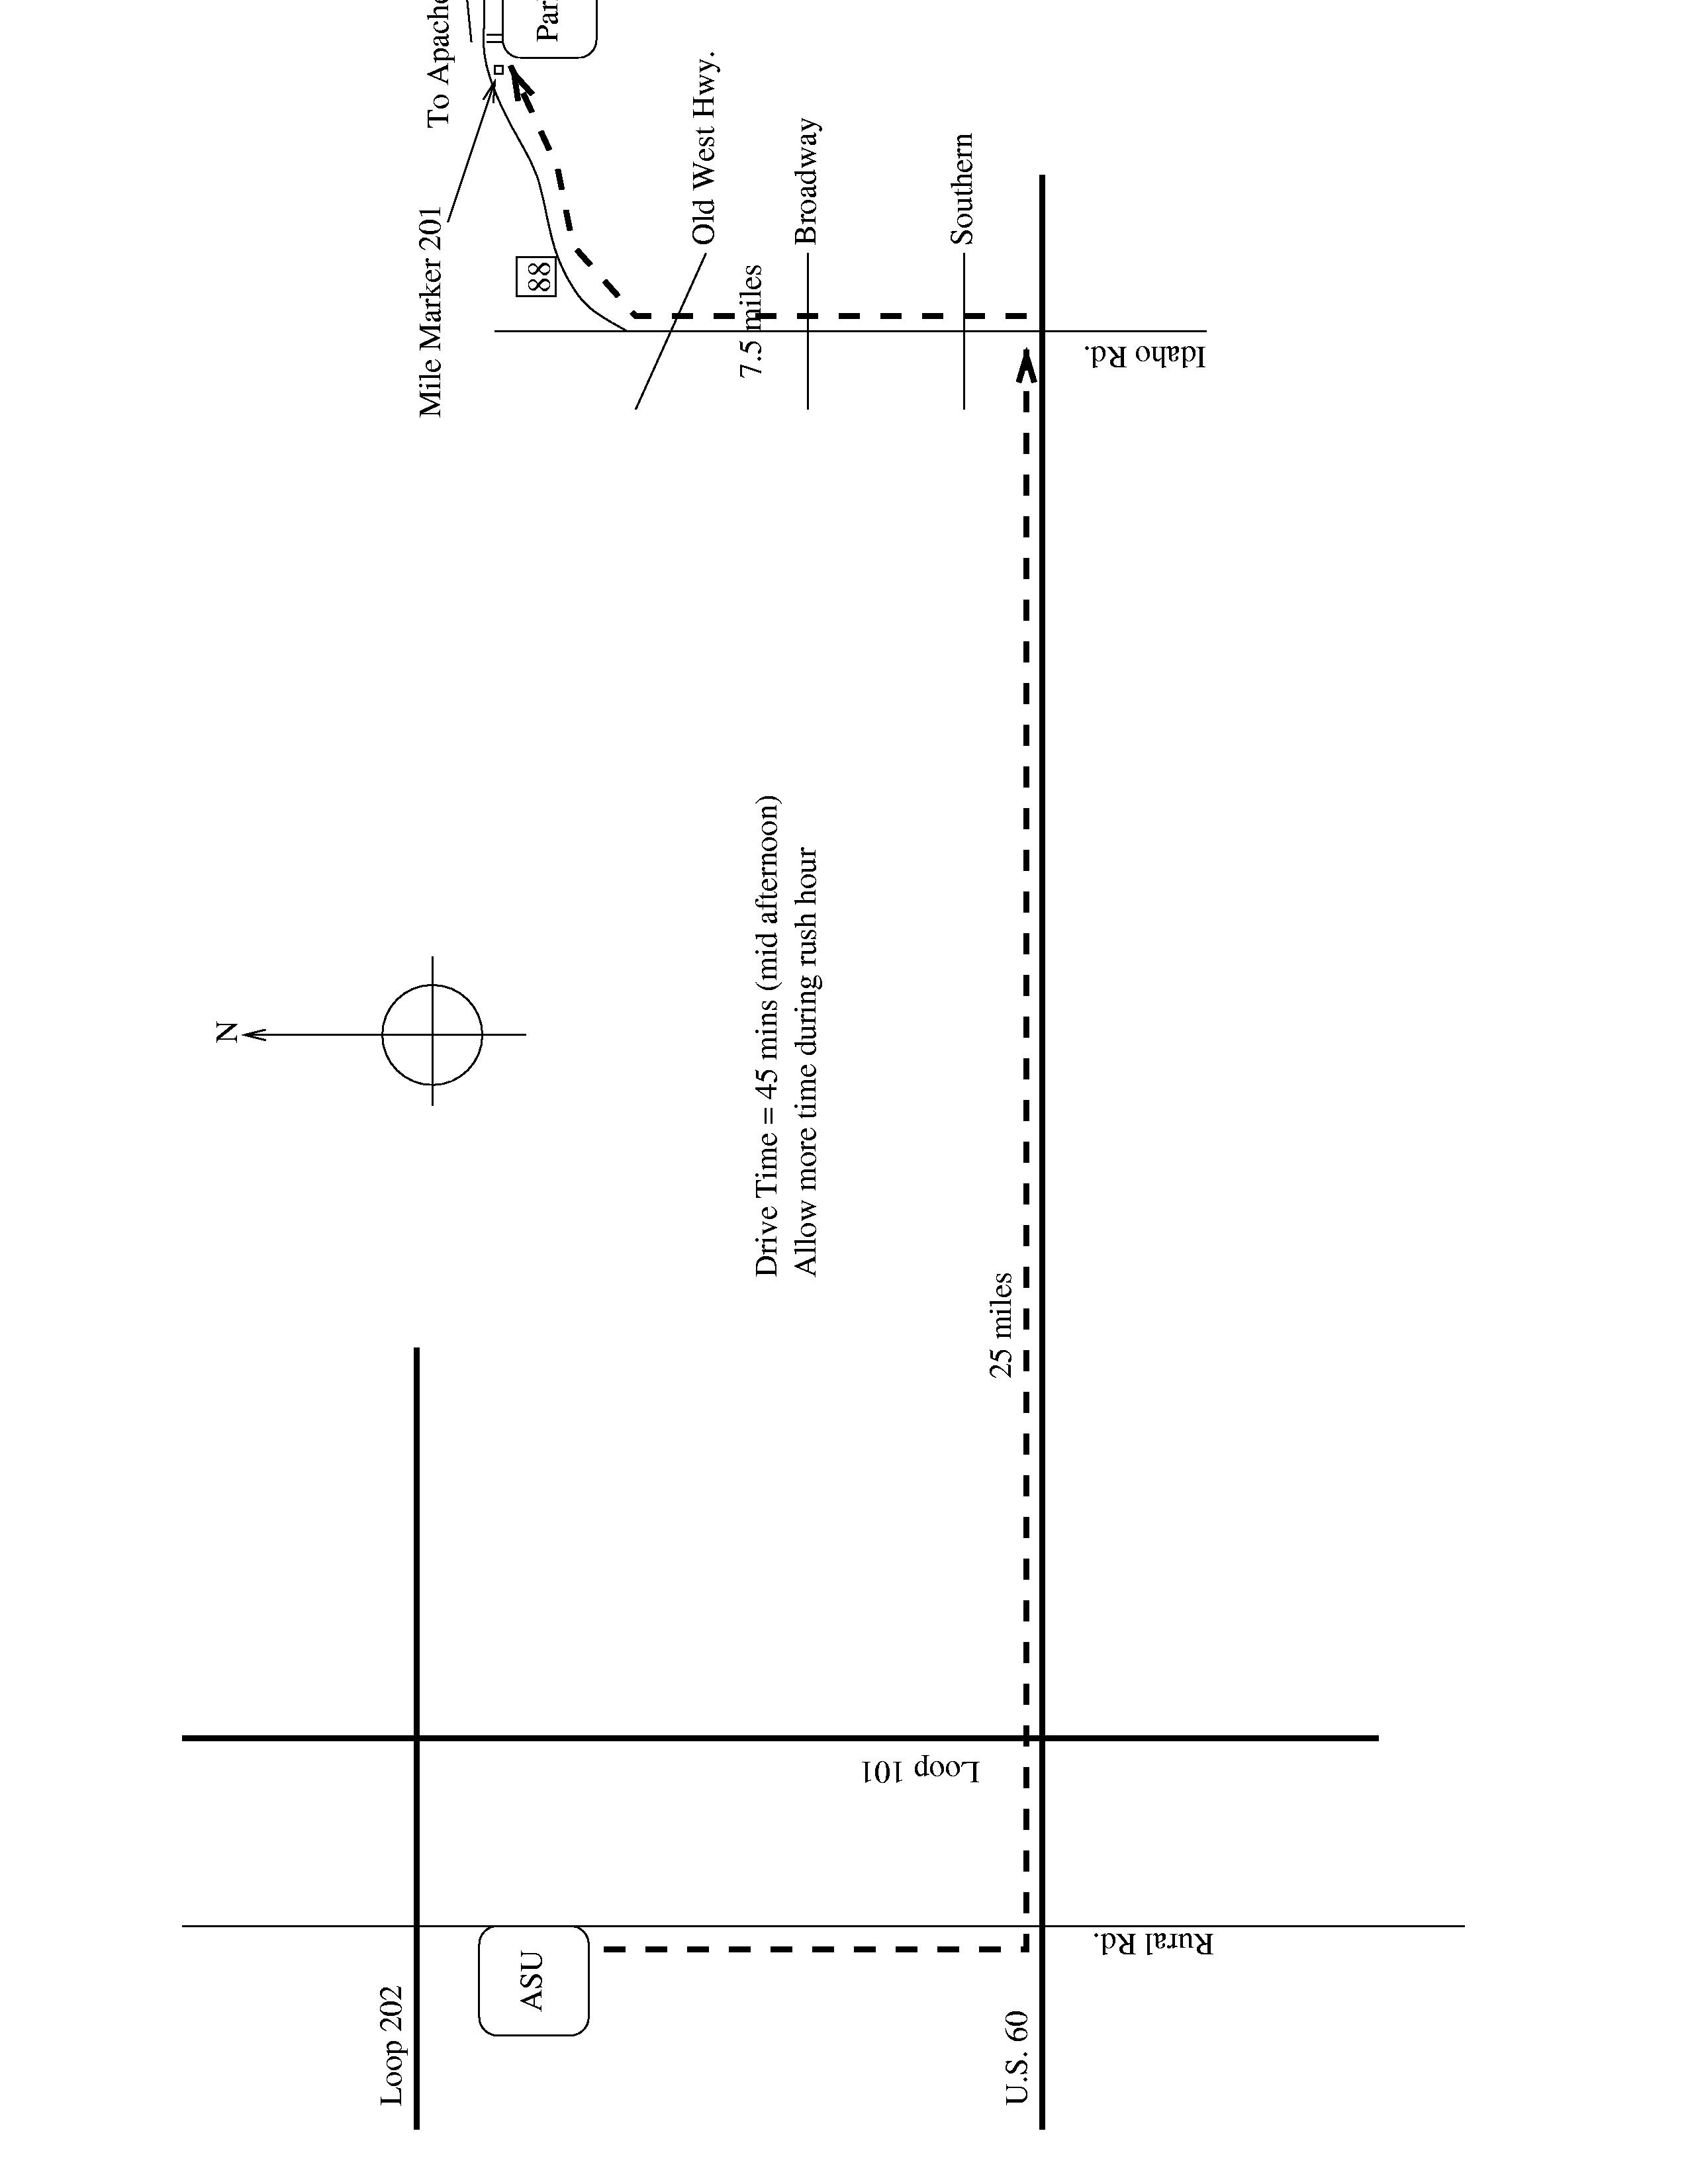 N
Loop 202
ASU
U.S. 60
Rural Rd.
Loop 101
25 miles
Drive Time = 45 mins (mid afternoon)
Allow more time during rush hour
Mile Marker 201
To Apache
88
Par
Old West Hwy.
7.5 miles
Broadway
Southern
Idaho Rd.